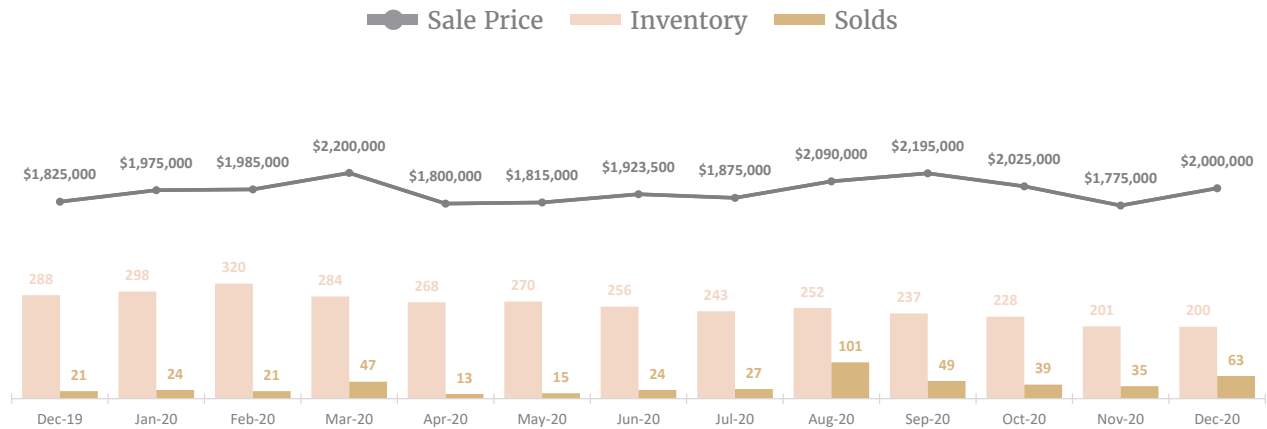 Sale Price Inventory Solds
$1,825,000 $1,975,000 $1,985,000 $2,200,000 $1,800,000 $1,815,000 $1,923,500 $1,875,000 $2,090,000 $2,195,000 $2,025,000 $1,775,000 $2,000,000
288 298 320 284 268 270 256 243 252 237 228 201 200
21 24 21 47 13 15 24 27 101 49 39 35 63
Dec-19 Jan-20 Feb-20 Mar-20 Apr-20 May-20 Jun-20 Jul-20 Aug-20 Sep-20 Oct-20 Nov-20 Dec-20